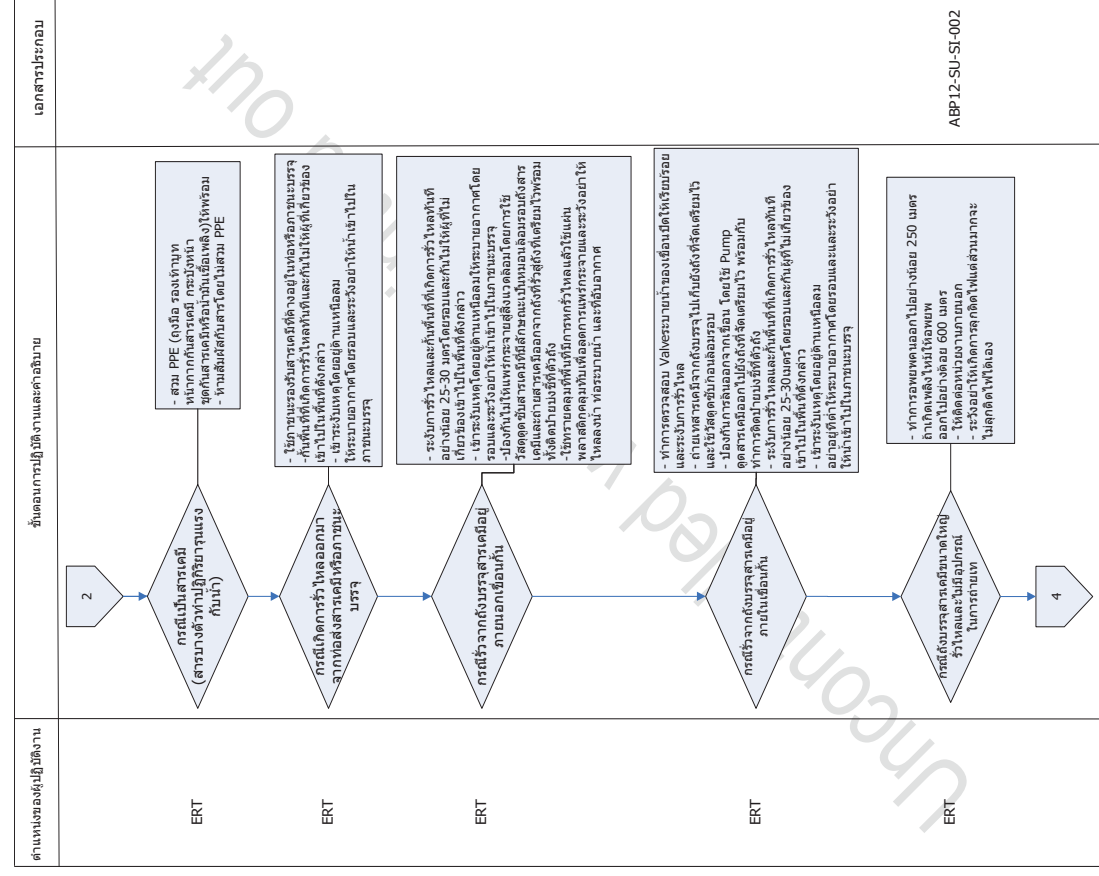 ตำแหน่งของผู้ปฏิบัติงาน
ขั้นตอนการปฏิบัติงานและคำอธิบาย
เอกสารประกอบ
2
ERT
กรณีเป็นสารเคมี
(สารบางตัวทำปฏิกิริยารุนแรง
กับน้ำ)
- สวม PPE (ถุงมือ รองเท้าบูท
หน้ากากกันสารเคมี กระบังหน้า
ชุดกันสารเคมีหรือน้ำมันเชื้อเพลิง)ให้พร้อม
- ห้ามสัมผัสกับสารโดยไม่สวม PPE
ERT
กรณีเกิดการรั่วไหลออกมา
จากท่อส่งสารเคมีหรือภาชนะ
บรรจุ
- ใช้ภาชนะรองรับสารเคมีที่ค้างอยู่ในท่อหรือภาชนะบรรจุ
-กั้นพื้นที่ที่เกิดการรั่วไหลทันทีและกันไม่ให้ผู้ที่เกี่ยวของ
เข้าไปในพื้นที่ดังกล่าว
- เข้าระงับเหตุโดยอยู่ด้านเหนือลม
ให้ระบายอากาศโดยรอบและระวังอย่าให้น้ำเข้าไปใน
ภาชนะบรรจุ
ERT
กรณีรั่วจากถังบรรจุสารเคมีอยู่
ภายนอกเขื่อนกั้น
- ระงับการรั่วไหลและกั้นพื้นที่ที่เกิดการรั่วไหลทันที
อย่างน้อย 25-30 เมตรโดยรอบและกันไม่ให้ผู้ที่ไม่
เกี่ยวของเข้าไปในพื้นที่ดังกล่าว
- เข้าระงับเหตุโดยอยู่ด้านเหนือลมให้ระบายอากาศโดย
รอบและระวังอย่าให้น้ำเข้าไปในภาชนะบรรจุ
-ป้องกันไม่ให้แพร่กระจายสู่สิ่งแวดล้อมโดยการใช้
วัสดุดูดซับสารเคมีที่มีลักษณะเป็นหมอนล้อมรอบถังสาร
เคมีและถ่ายสารเคมีออกจากถังที่รั่วสู่ถังที่เตรียมไว้พร้อม
ทั้งติดป้ายบ่งชี้ที่ตัวถัง
-ใช้ทรายคลุมที่พื้นที่มีการหกรั่วไหลแล้วใช้แผ่น
พลาสติกคลุมทับเพื่อลดการแพร่กระจายและระวังอย่าให้
ไหลลงน้ำ ท่อระบายน้ำ และที่อับอากาศ
ERT
กรณีรั่วจากถังบรรจุสารเคมีอยู่
ภายในเขื่อนกั้น
- ทำการตรวจสอบ Valveระบายน้ำของเขื่อนปิดให้เรียบร้อย
และระงับการรั่วไหล
- ถ่ายเทสารเคมีจากถังบรรจุไปเก็บยังถังที่จัดเตรียมไว้
และใช้วัสดุดูดซับก้อนล้อมรอบ
- ป้องกันการล้นออกจากเขื่อน โดยใช้ Pump
ดูดสารเคมีออกไปยังถังที่จัดเตรียมไว้ พร้อมกับ
ทำการติดป้ายบ่งชี้ที่ตัวถัง
- ระงับการรั่วไหลและกั้นพื้นที่ที่เกิดการรั่วไหลทันที
อย่างน้อย 25-30เมตรโดยรอบและกันผู้ที่ไม่เกี่ยวของ
เข้าไปในพื้นที่ดังกล่าว
- เข้าระงับเหตุโดยอยู่ด้านเหนือลม
อย่าอยู่ที่ต่ำให้ระบายอากาศโดยรอบและและระวังอย่า
ให้น้ำเข้าไปในภาชนะบรรจุ
ERT
กรณีถังบรรจุสารเคมีขนาดใหญ่
รั่วไหลและไม่มีอุปกรณ์
ในการถ่ายเท
- ทำการอพยพคนออกไปอย่างน้อย 250 เมตร
ถ้าเกิดเพลิงไหม้ให้อพยพ
ออกไปอย่างต่อย 600 เมตร
- ให้ติดต่อหน่วยงานภายนอก
- ระวังอย่าให้เกิดการลุกติดไฟแต่ส่วนมากจะ
ไม่ลุกติดไฟได้เอง
ABP12-SU-SI-002
4